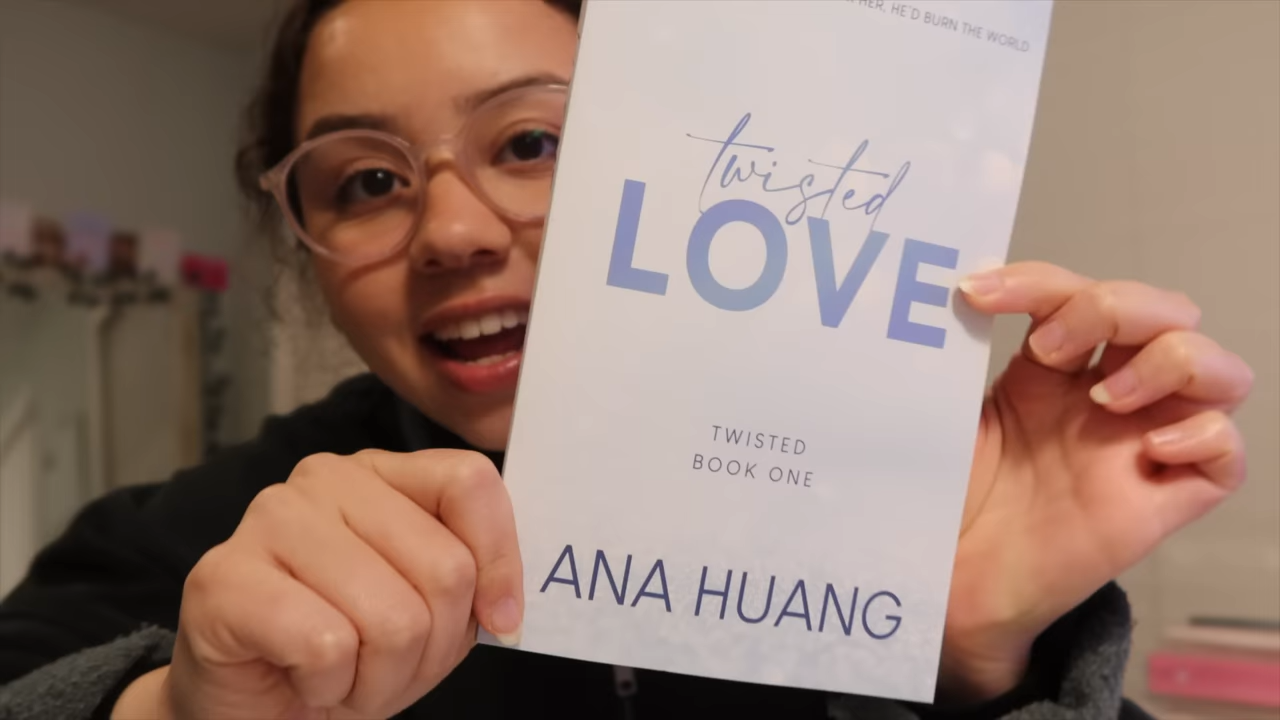 HER, HE'D BURN THE WORLD
twisted
LOVE
TWISTED
BOOK ONE
ANA HUANG